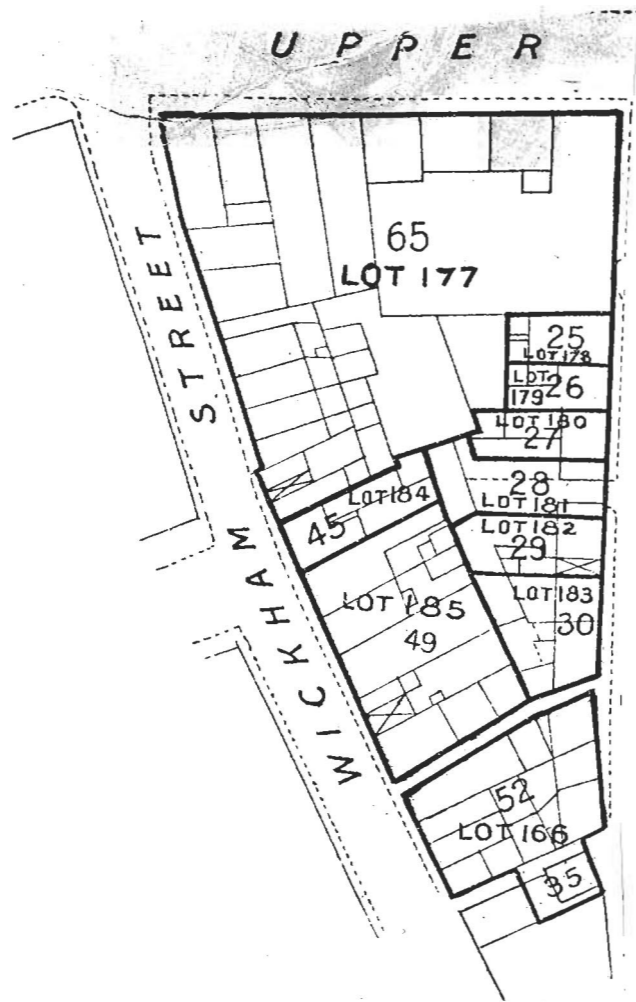 UPPER
WICKHAM STREET
65
LOT 177
25
LOT 178
LOT 179
26
LOT 180
27
28
LOT 181
LOT 182
29
LOT 183
30
LOT 184
45
LOT 185
49
52
LOT 166
35